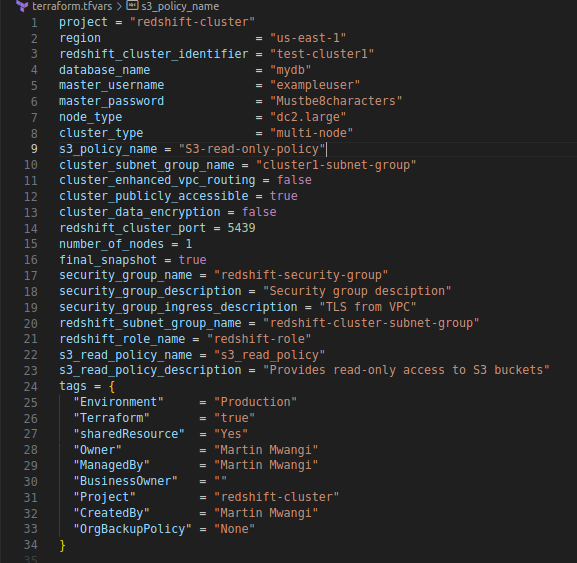 terraform.tfvars > s3_policy_name
1 project = "redshift-cluster"
2 region = "us-east-1"
3 redshift_cluster_identifier = "test-cluster1"
4 database_name = "mydb"
5 master_username = "exampleuser"
6 master_password = "Mustbe8characters"
7 node_type = "dc2.large"
8 cluster_type = "multi-node"
9 s3_policy_name = "S3-read-only-policy"
10 cluster_subnet_group_name = "cluster1-subnet-group"
11 cluster_enhanced_vpc_routing = false
12 cluster_publicly_accessible = true
13 cluster_data_encryption = false
14 redshift_cluster_port = 5439
15 number_of_nodes = 1
16 final_snapshot = true
17 security_group_name = "redshift-security-group"
18 security_group_description = "Security group desciption"
19 security_group_ingress_description = "TLS from VPC"
20 redshift_subnet_group_name = "redshift-cluster-subnet-group"
21 redshift_role_name = "redshift-role"
22 s3_read_policy_name = "s3_read_policy"
23 s3_read_policy_description = "Provides read-only access to S3 buckets"
24 tags = {
25 "Environment" = "Production"
26 "Terraform" = "true"
27 "sharedResource" = "Yes"
28 "Owner" = "Martin Mwangi"
29 "ManagedBy" = "Martin Mwangi"
30 "BusinessOwner" = ""
31 "Project" = "redshift-cluster"
32 "CreatedBy" = "Martin Mwangi"
33 "OrgBackupPolicy" = "None"
34 }
35